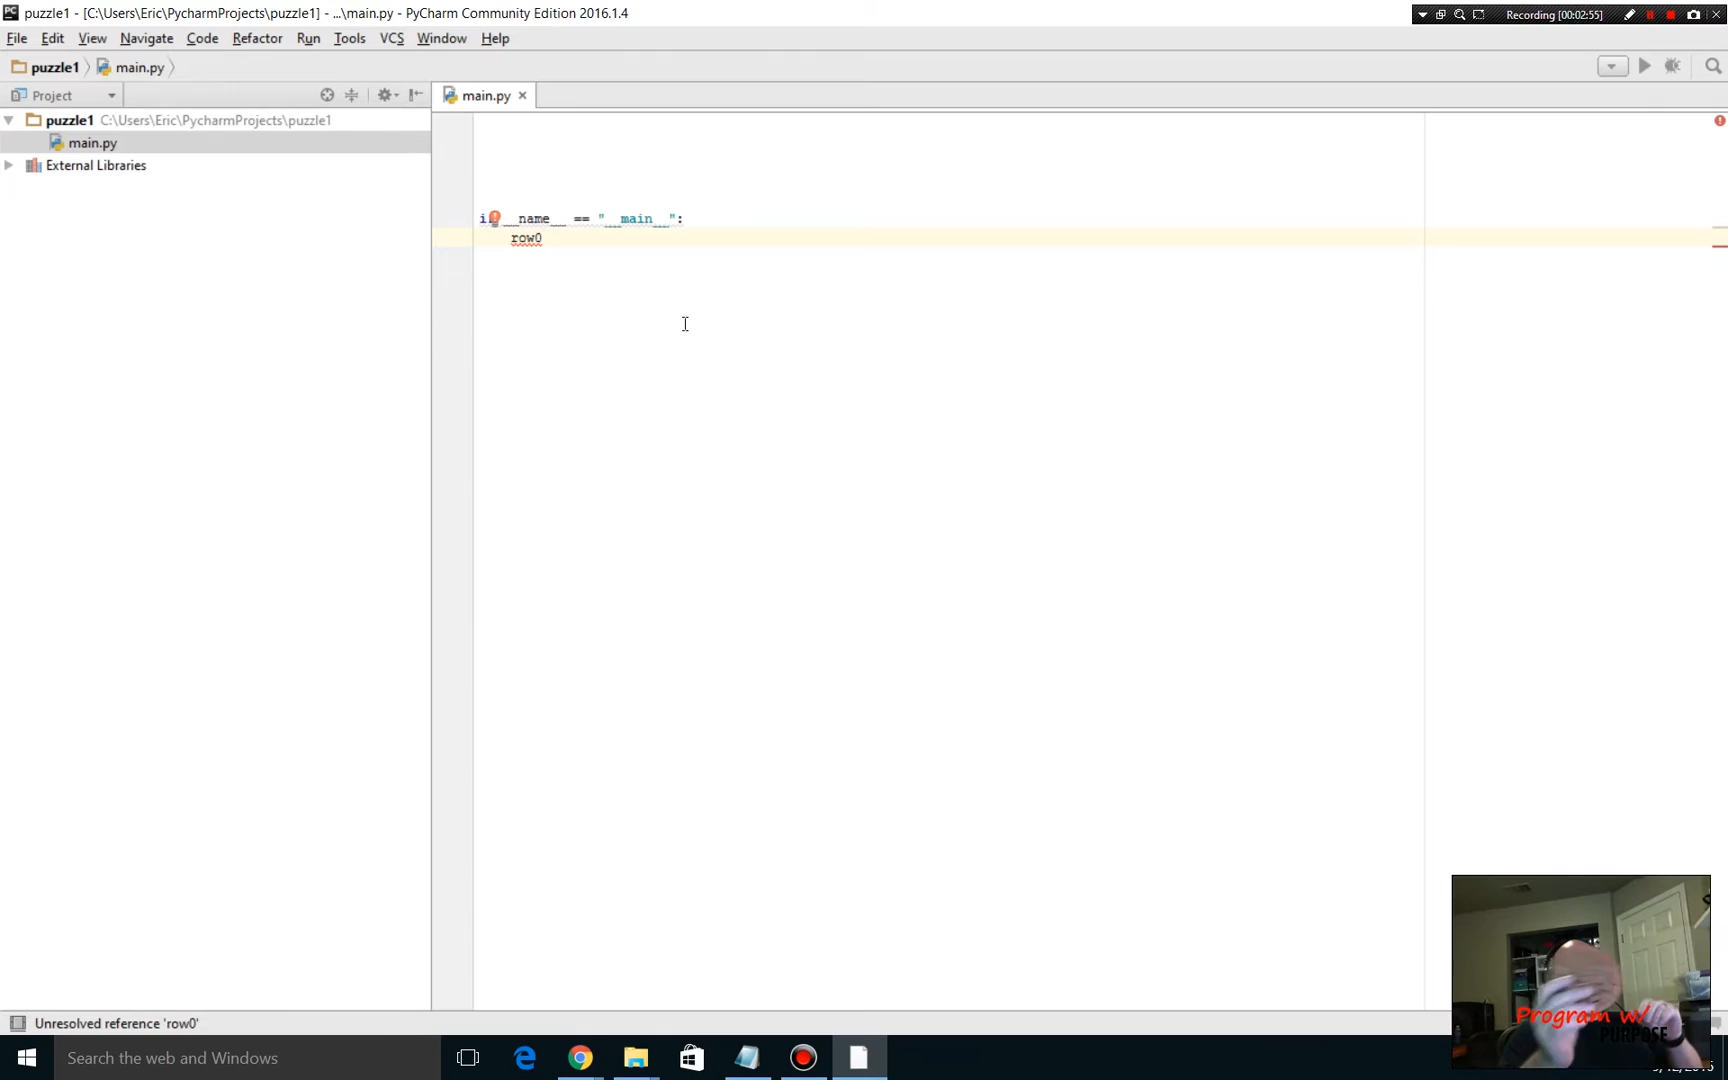 puzzle1 - [C:\Users\Eric\PycharmProjects\puzzle1] - ...\main.py - PyCharm Community Edition 2016.1.4
Recording [00:02:55]
File Edit View Navigate Code Refactor Run Tools VCS Window Help
puzzle1 main.py
Project
main.py
puzzle1 C:\Users\Eric\PycharmProjects\puzzle1
main.py
External Libraries
__name__ == "__main__":
row0
Program w/
PURPOSE
Unresolved reference 'row0'
Search the web and Windows